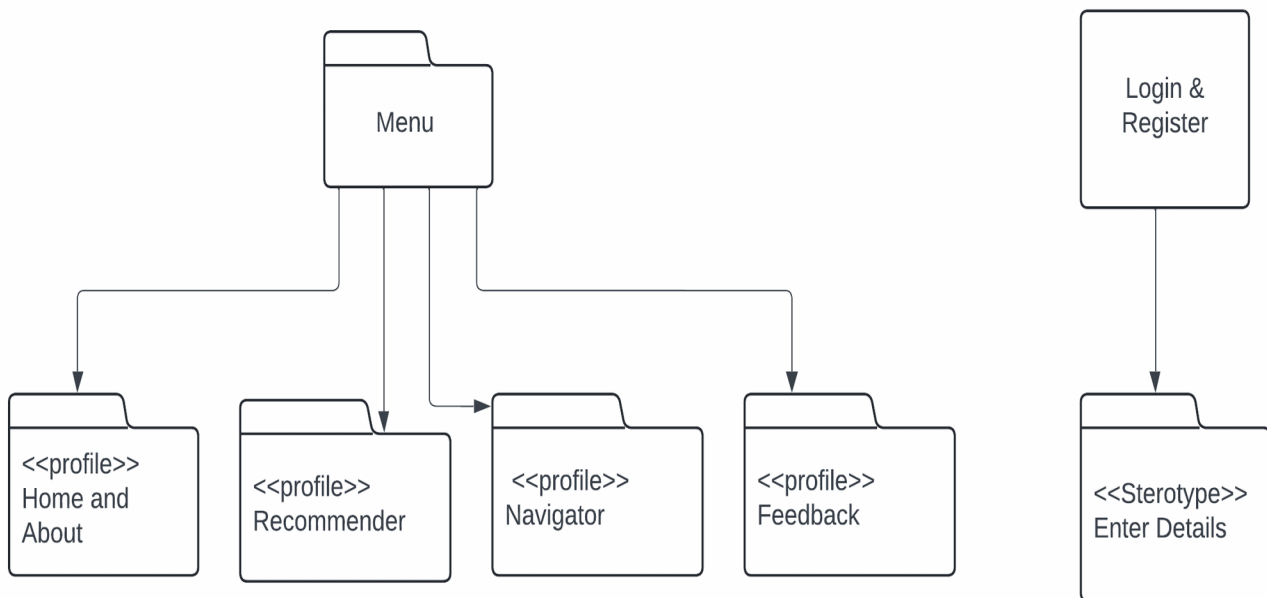 Menu
Login &
Register
<<profile>>
Home and
About
<<profile>>
Recommender
<<profile>>
Navigator
<<profile>>
Feedback
<<Sterotype>>
Enter Details